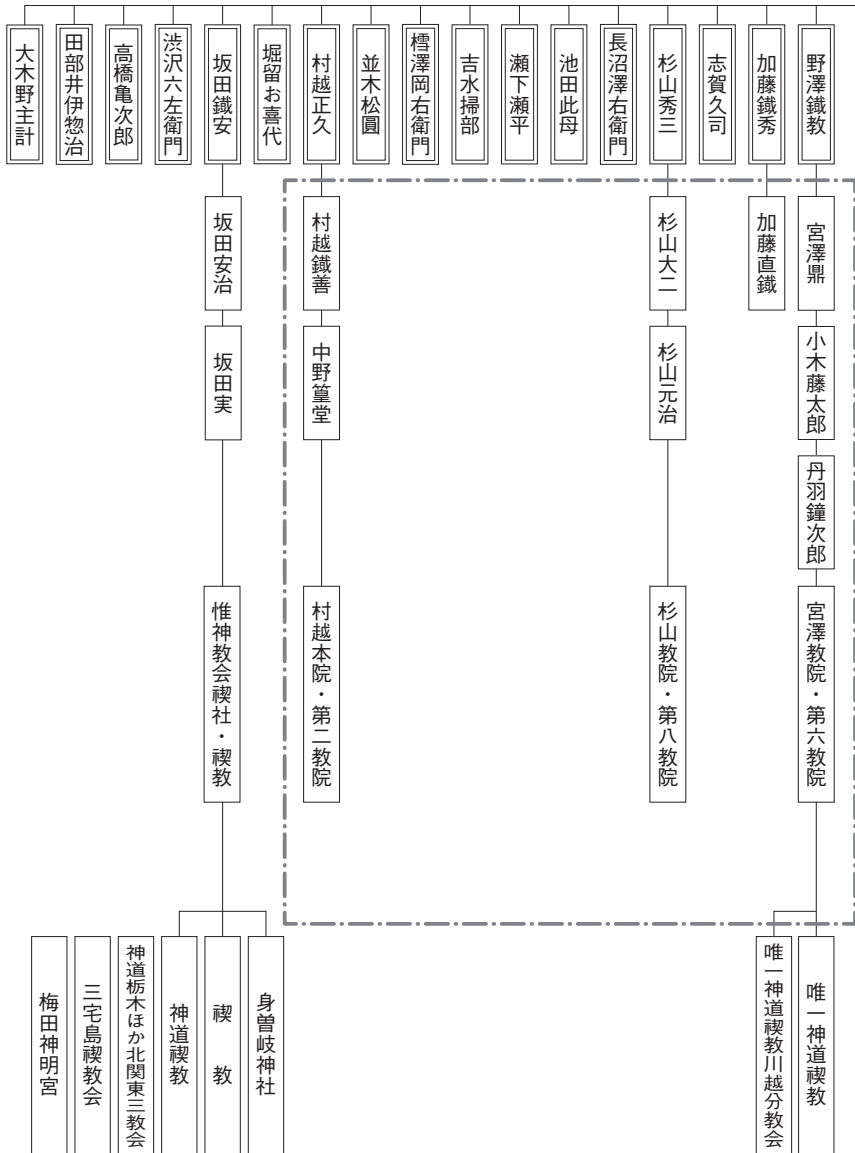 野澤鐵教
加藤鐵秀
志賀久司
杉山秀三
長沼澤右衛門
池田此母
瀬下瀬平
吉水掃部
樰澤岡右衛門
並木松圓
村越正久
堀留お喜代
坂田鐵安
渋沢六左衛門
高橋亀次郎
田部井伊惣治
大木野主計
宮澤鼎
加藤直鐵
杉山大二
村越鐵善
坂田安治
小木藤太郎
杉山元治
中野篁堂
坂田実
丹羽鐘次郎
宮澤教院・第六教院
杉山教院・第八教院
村越本院・第二教院
惟神教会禊社・禊教
唯一神道禊教
唯一神道禊教川越分教会
身曽岐神社
禊教
神道禊教
神道栃木ほか北関東三教会
三宅島禊教会
梅田神明宮